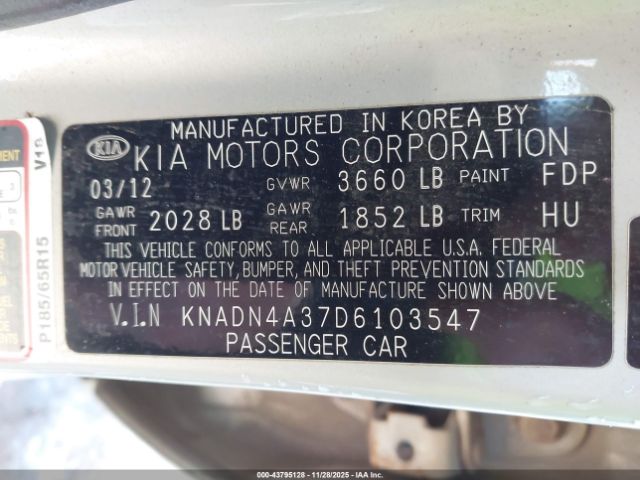 MANUFACTURED IN KOREA BY
KIA KIA MOTORS CORPORATION
03/12 GVWR 3660 LB PAINT FDP
GAWR FRONT 2028 LB GAWR REAR 1852 LB TRIM HU
THIS VEHICLE CONFORMS TO ALL APPLICABLE U.S.A. FEDERAL
MOTOR VEHICLE SAFETY, BUMPER, AND THEFT PREVENTION STANDARDS
IN EFFECT ON THE DATE OF MANUFACTURE SHOWN ABOVE.
V.I.N KNADN4A37D6103547
PASSENGER CAR
P185/65R15
000-43795128 - 11/28/2025 - IAAI.COM